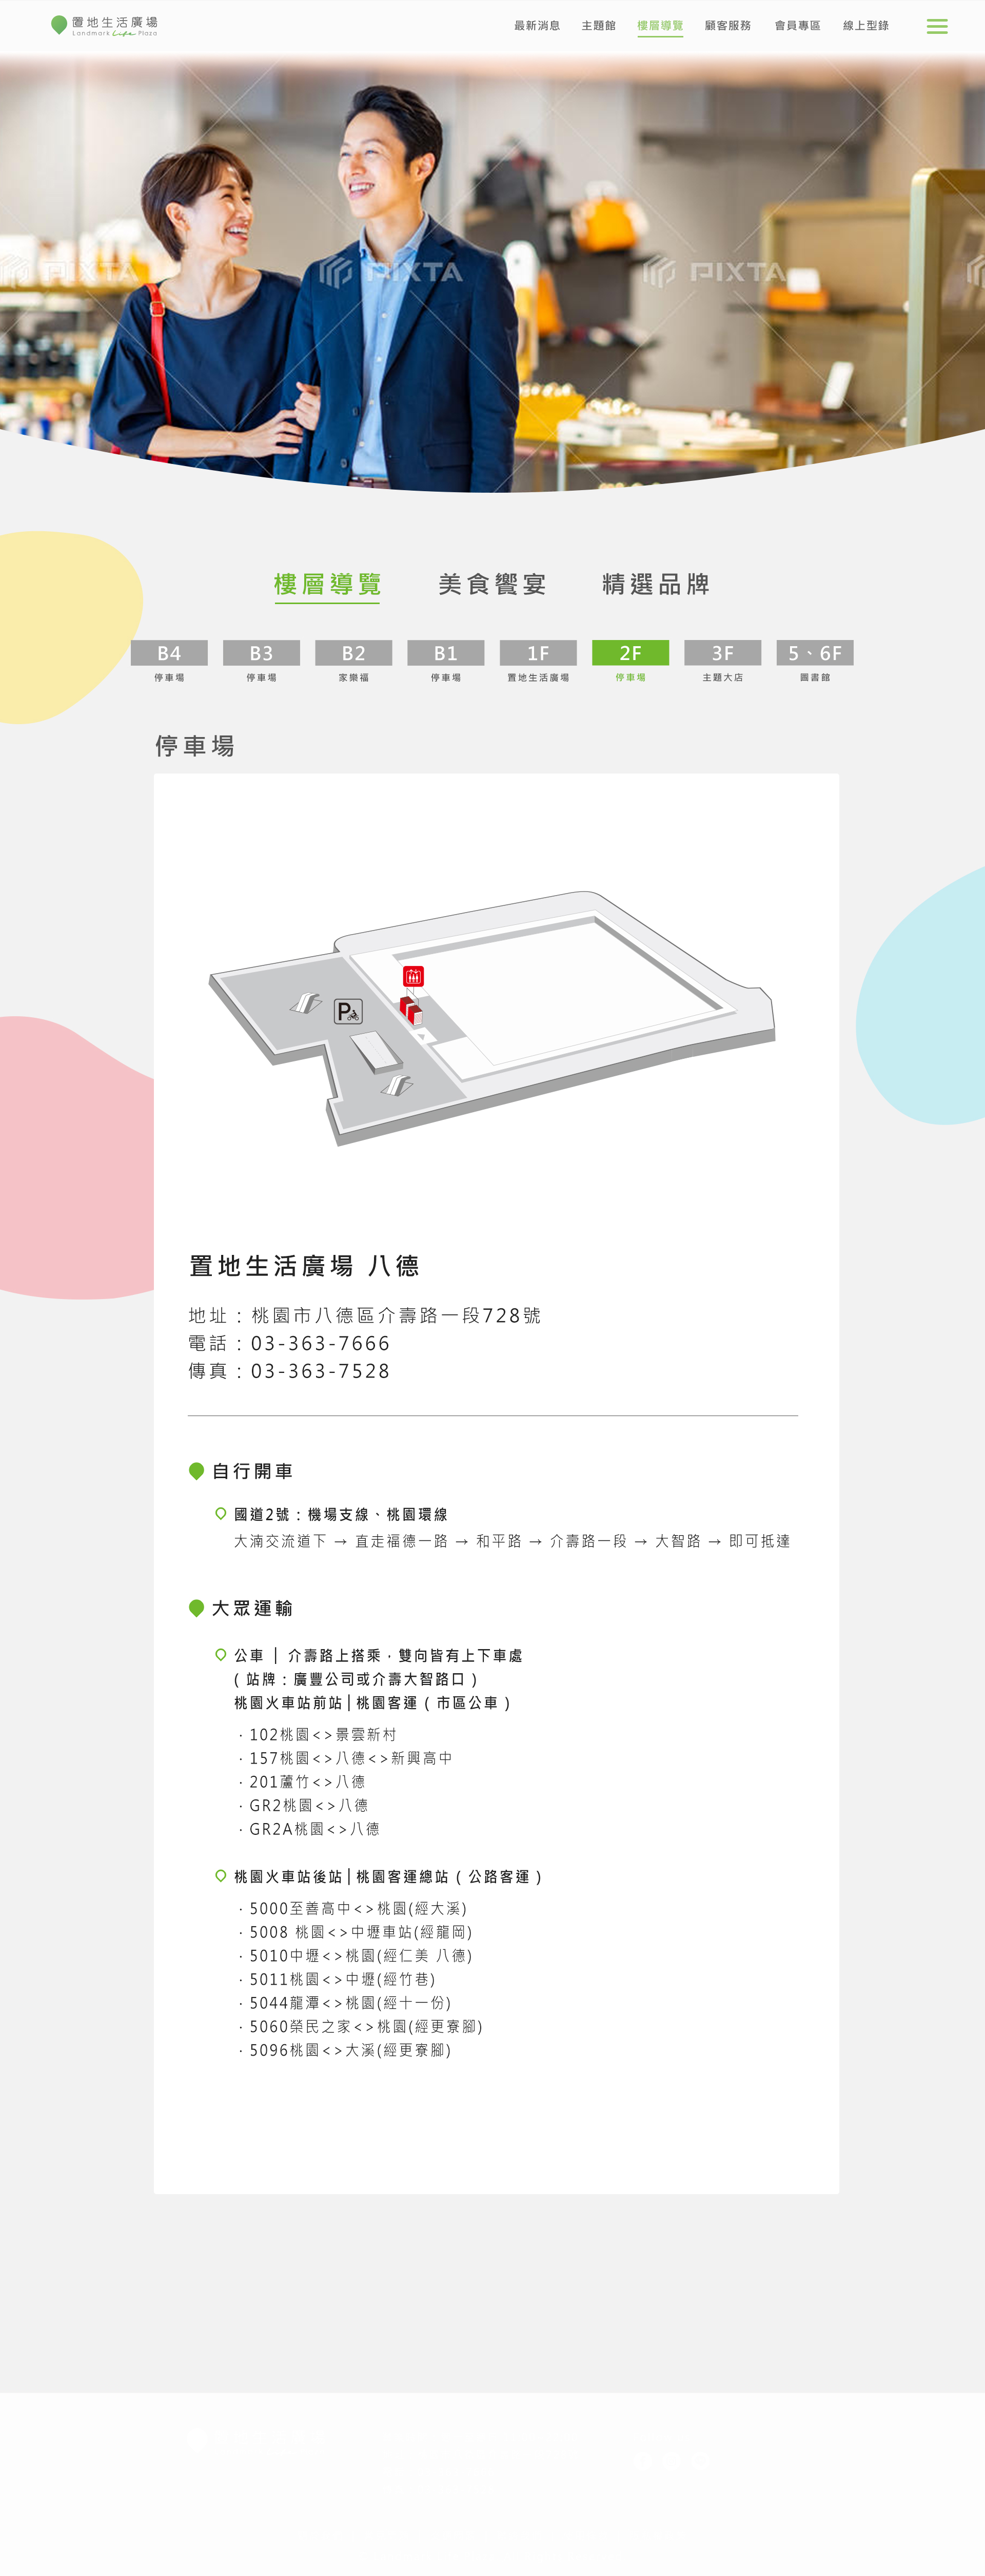 置地生活廣場
Landmark Life Plaza
最新消息 主題館 樓層導覽 顧客服務 會員專區 線上型錄
PIXTA PIXTA PIXTA
樓層導覽 美食饗宴 精選品牌
B4 B3 B2 B1 1F 2F 3F 5、6F
停車場 停車場 家樂福 停車場 置地生活廣場 停車場 主題大店 圖書館
停車場
P
置地生活廣場 八德
地址：桃園市八德區介壽路一段728號
電話：03-363-7666
傳真：03-363-7528
自行開車
國道2號：機場支線、桃園環線
大湳交流道下 → 直走福德一路 → 和平路 → 介壽路一段 → 大智路 → 即可抵達
大眾運輸
公車 │ 介壽路上搭乘，雙向皆有上下車處
( 站牌：廣豐公司或介壽大智路口 )
桃園火車站前站│桃園客運 ( 市區公車 )
．102桃園<>景雲新村
．157桃園<>八德<>新興高中
．201蘆竹<>八德
．GR2桃園<>八德
．GR2A桃園<>八德
桃園火車站後站│桃園客運總站 ( 公路客運 )
．5000至善高中<>桃園(經大溪)
．5008 桃園<>中壢車站(經龍岡)
．5010中壢<>桃園(經仁美 八德)
．5011桃園<>中壢(經竹巷)
．5044龍潭<>桃園(經十一份)
．5060榮民之家<>桃園(經更寮腳)
．5096桃園<>大溪(經更寮腳)